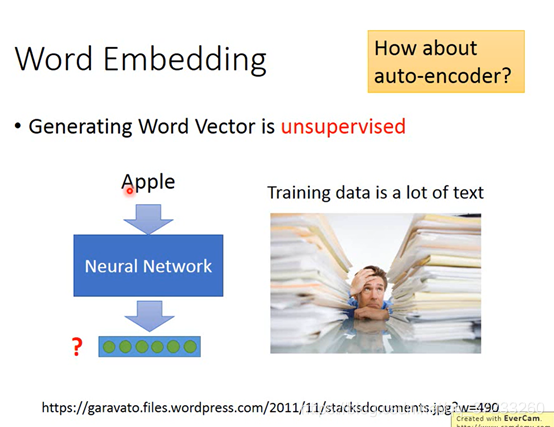 How about
auto-encoder?
Word Embedding
• Generating Word Vector is unsupervised
Apple
Training data is a lot of text
Neural Network
?
https://garavato.files.wordpress.com/2011/11/stacksdocuments.jpg?w=490
Created with EverCam.